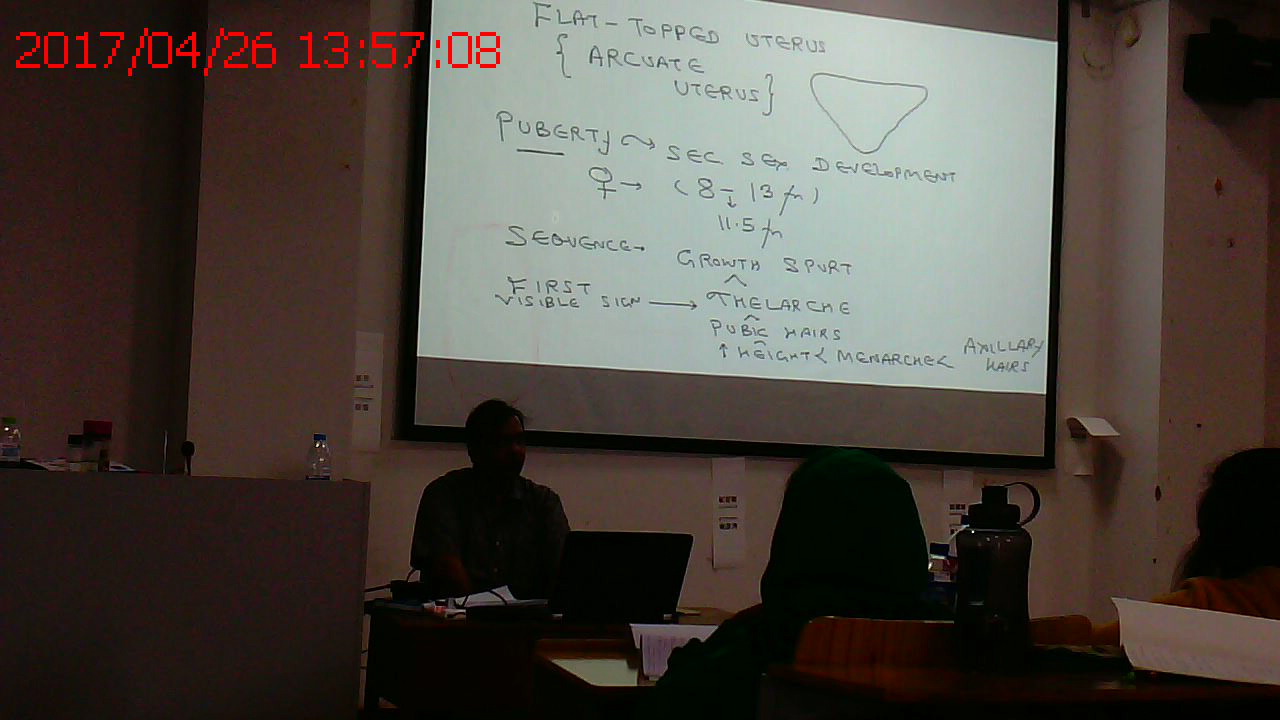 2017/04/26 13:57:08
FLAT-TOPPED UTERUS
{ ARCUATE
UTERUS}
PUBERTY → SEC SEX DEVELOPMENT
♀ → (8 - 13 yr)
↓
11.5 yr
SEQUENCE → GROWTH SPURT
^
FIRST
VISIBLE SIGN → THELARCHE
^
PUBIC HAIRS
^
↑ HEIGHT < MENARCHE < AXILLARY
HAIRS